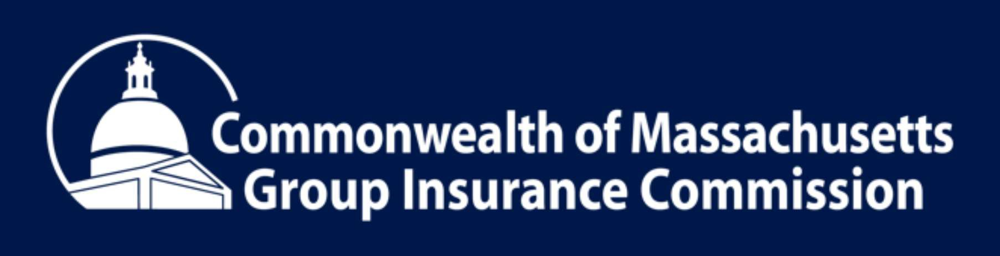 Commonwealth of Massachusetts
Group Insurance Commission